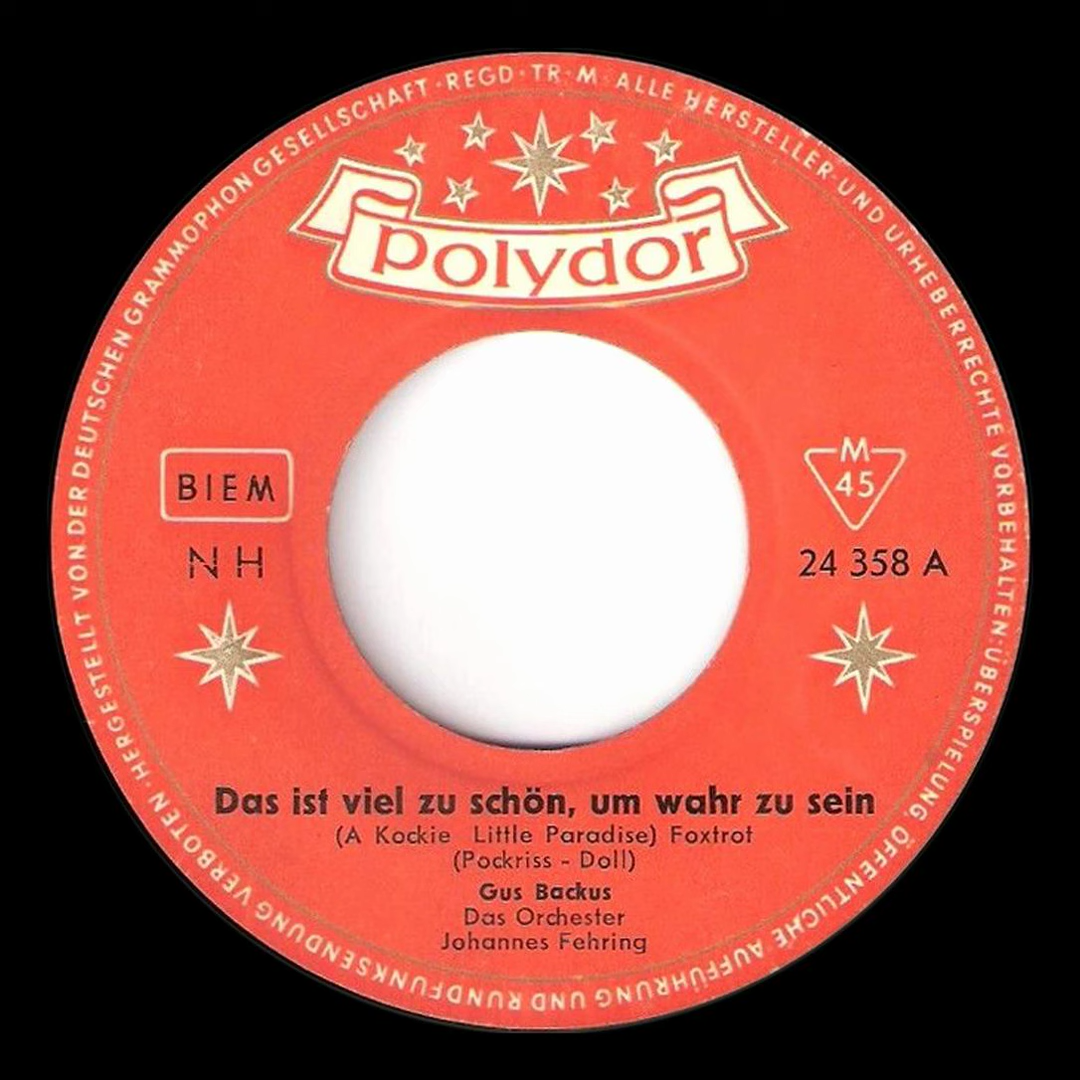 HERGESTELLT VON DER DEUTSCHEN GRAMMOPHON GESELLSCHAFT · REGD · TR · M · ALLE HERSTELLER- UND URHEBERRECHTE VORBEHALTEN: ÜBERSPIELUNG, ÖFFENTLICHE AUFFÜHRUNG UND RUNDFUNKSENDUNG VERBOTEN ·
polydor
BIEM
NH
M
45
24 358 A
Das ist viel zu schön, um wahr zu sein
(A Kockie Little Paradise) Foxtrot
(Pockriss - Doll)
Gus Backus
Das Orchester
Johannes Fehring